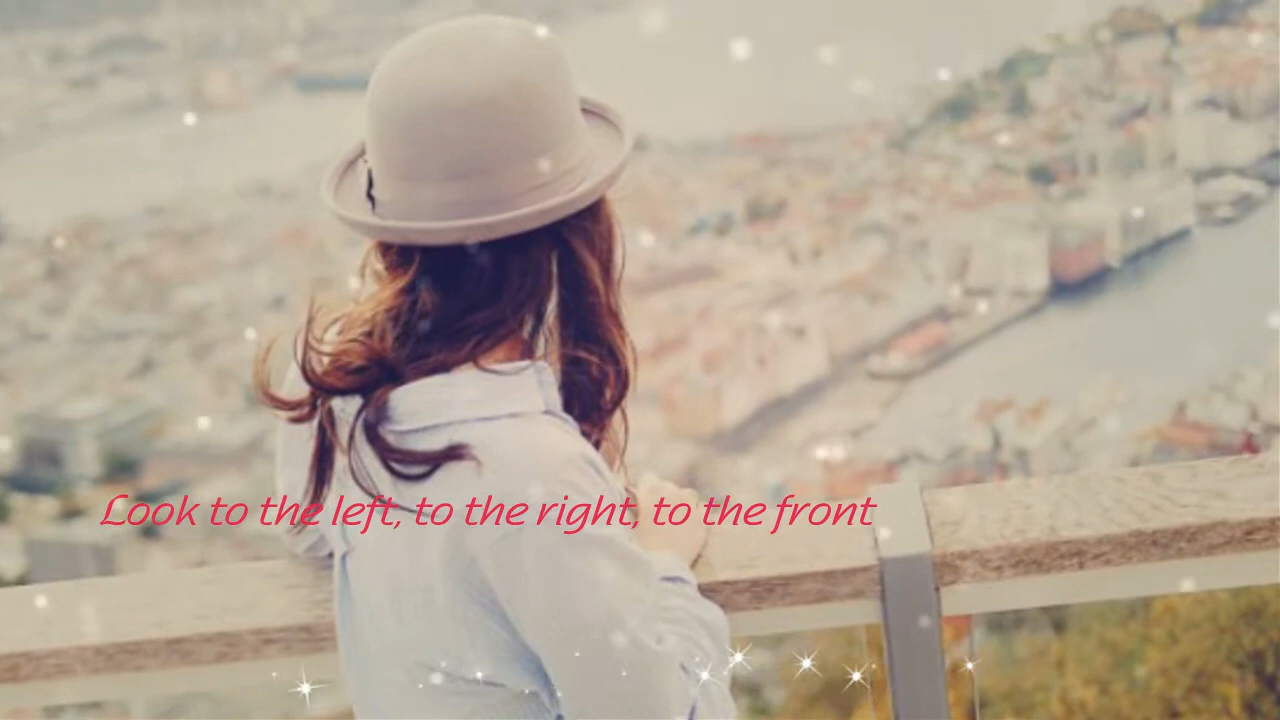 Look to the left, to the right, to the front